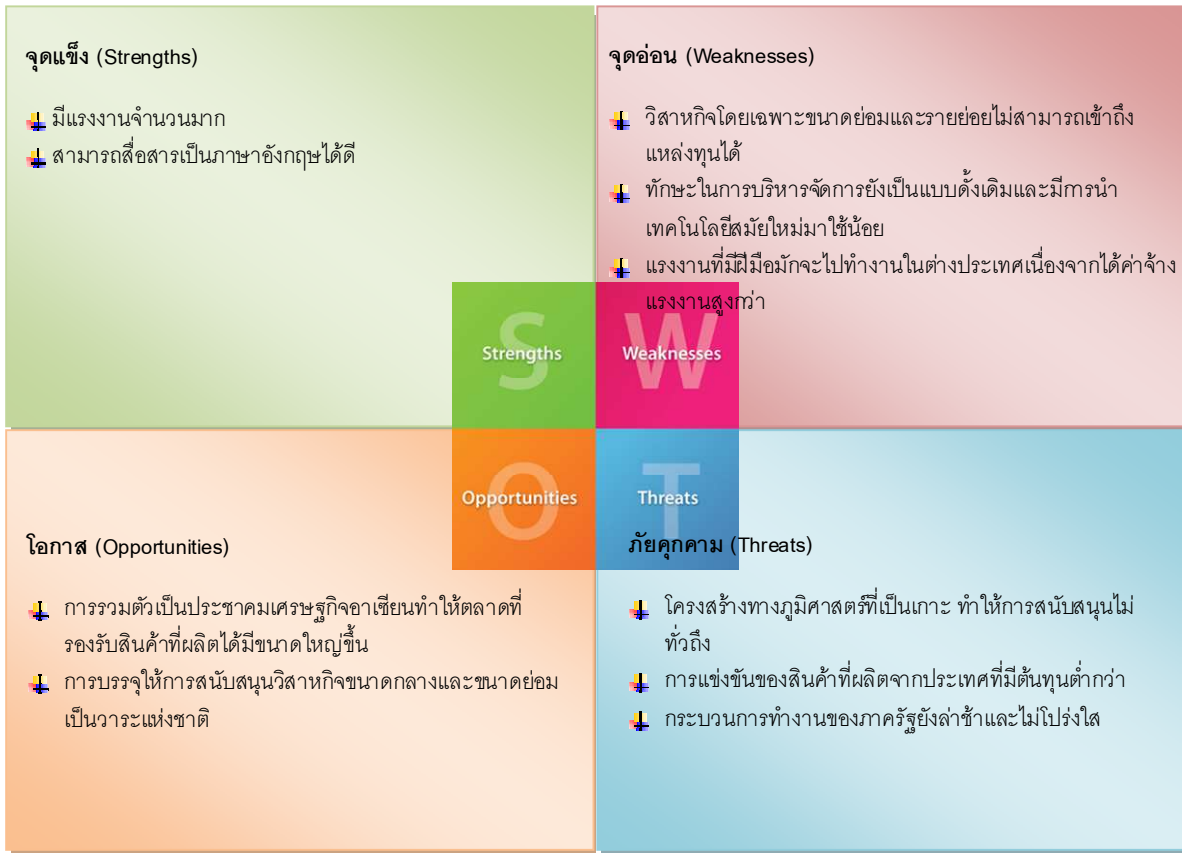 จุดแข็ง (Strengths)
มีแรงงานจำนวนมาก
สามารถสื่อสารเป็นภาษาอังกฤษได้ดี
จุดอ่อน (Weaknesses)
วิสาหกิจโดยเฉพาะขนาดย่อมและรายย่อยไม่สามารถเข้าถึง
แหล่งทุนได้
ทักษะในการบริหารจัดการยังเป็นแบบดั้งเดิมและมีการนำ
เทคโนโลยีสมัยใหม่มาใช้น้อย
แรงงานที่มีฝีมือมักจะไปทำงานในต่างประเทศเนื่องจากได้ค่าจ้าง
แรงงานสูงกว่า
S
Strengths
W
Weaknesses
O
Opportunities
T
Threats
โอกาส (Opportunities)
การรวมตัวเป็นประชาคมเศรษฐกิจอาเซียนทำให้ตลาดที่
รองรับสินค้าที่ผลิตได้มีขนาดใหญ่ขึ้น
การบรรจุให้การสนับสนุนวิสาหกิจขนาดกลางและขนาดย่อม
เป็นวาระแห่งชาติ
ภัยคุกคาม (Threats)
โครงสร้างทางภูมิศาสตร์ที่เป็นเกาะ ทำให้การสนับสนุนไม่
ทั่วถึง
การแข่งขันของสินค้าที่ผลิตจากประเทศที่มีต้นทุนต่ำกว่า
กระบวนการทำงานของภาครัฐยังล่าช้าและไม่โปร่งใส